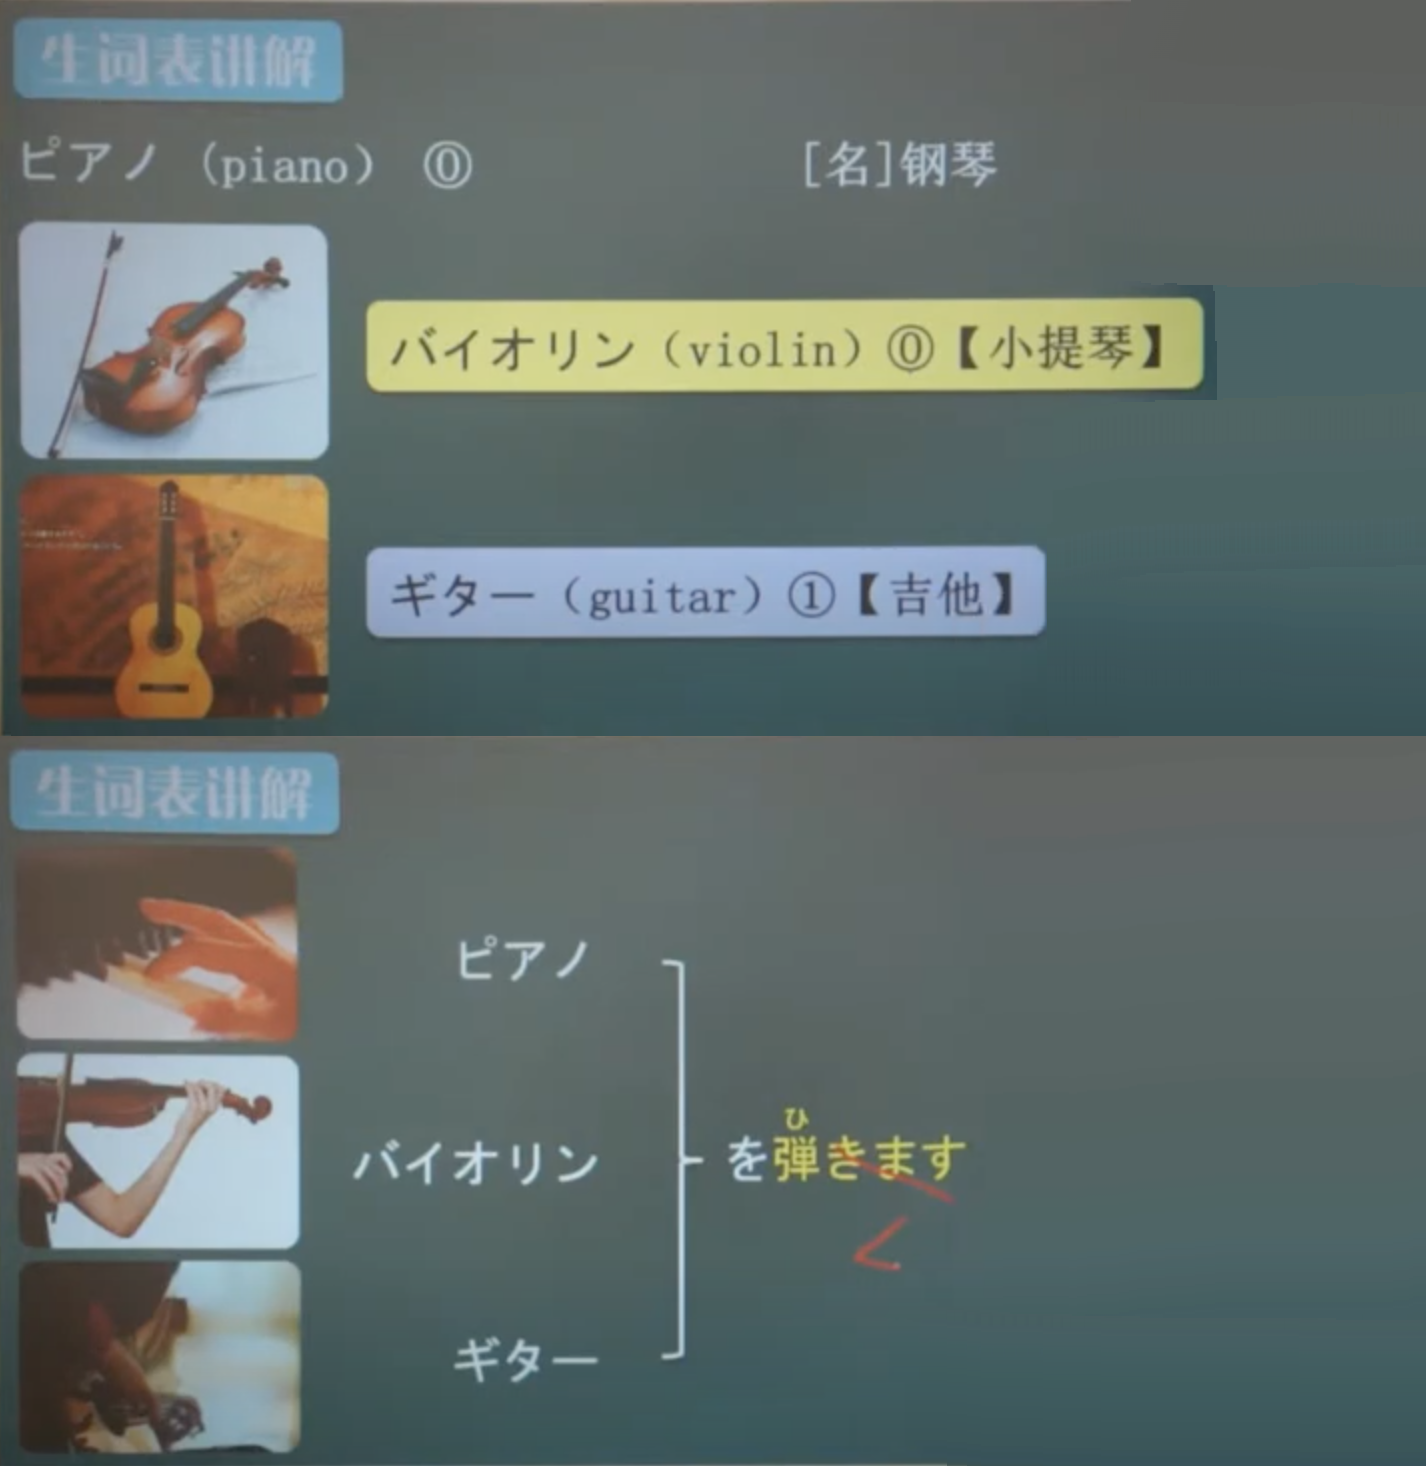 生词表讲解
ピアノ （piano） ⓪ [名]钢琴
バイオリン（violin）⓪【小提琴】
ギター（guitar）①【吉他】
生词表讲解
ピアノ
バイオリン
ひ
を弾きます
く
ギター